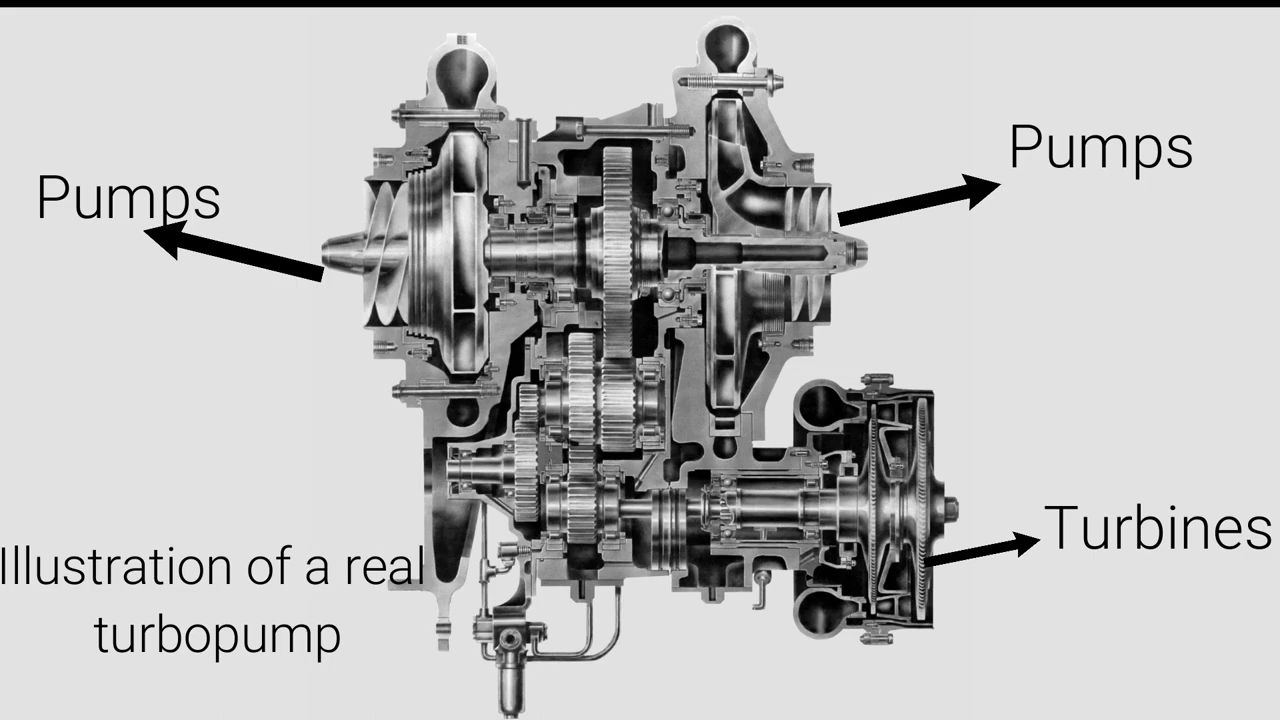 Pumps
Pumps
Turbines
Illustration of a real
turbopump